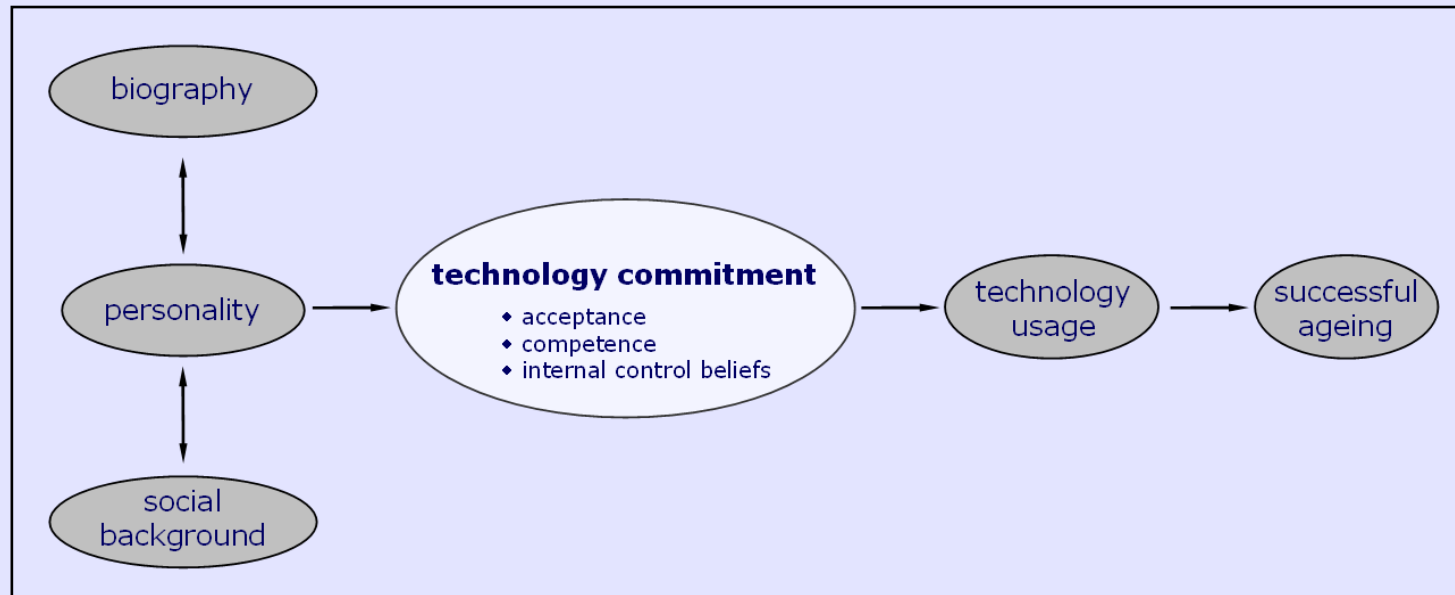 biography
personality
social
background
technology commitment
◆ acceptance
◆ competence
◆ internal control beliefs
technology
usage
successful
ageing